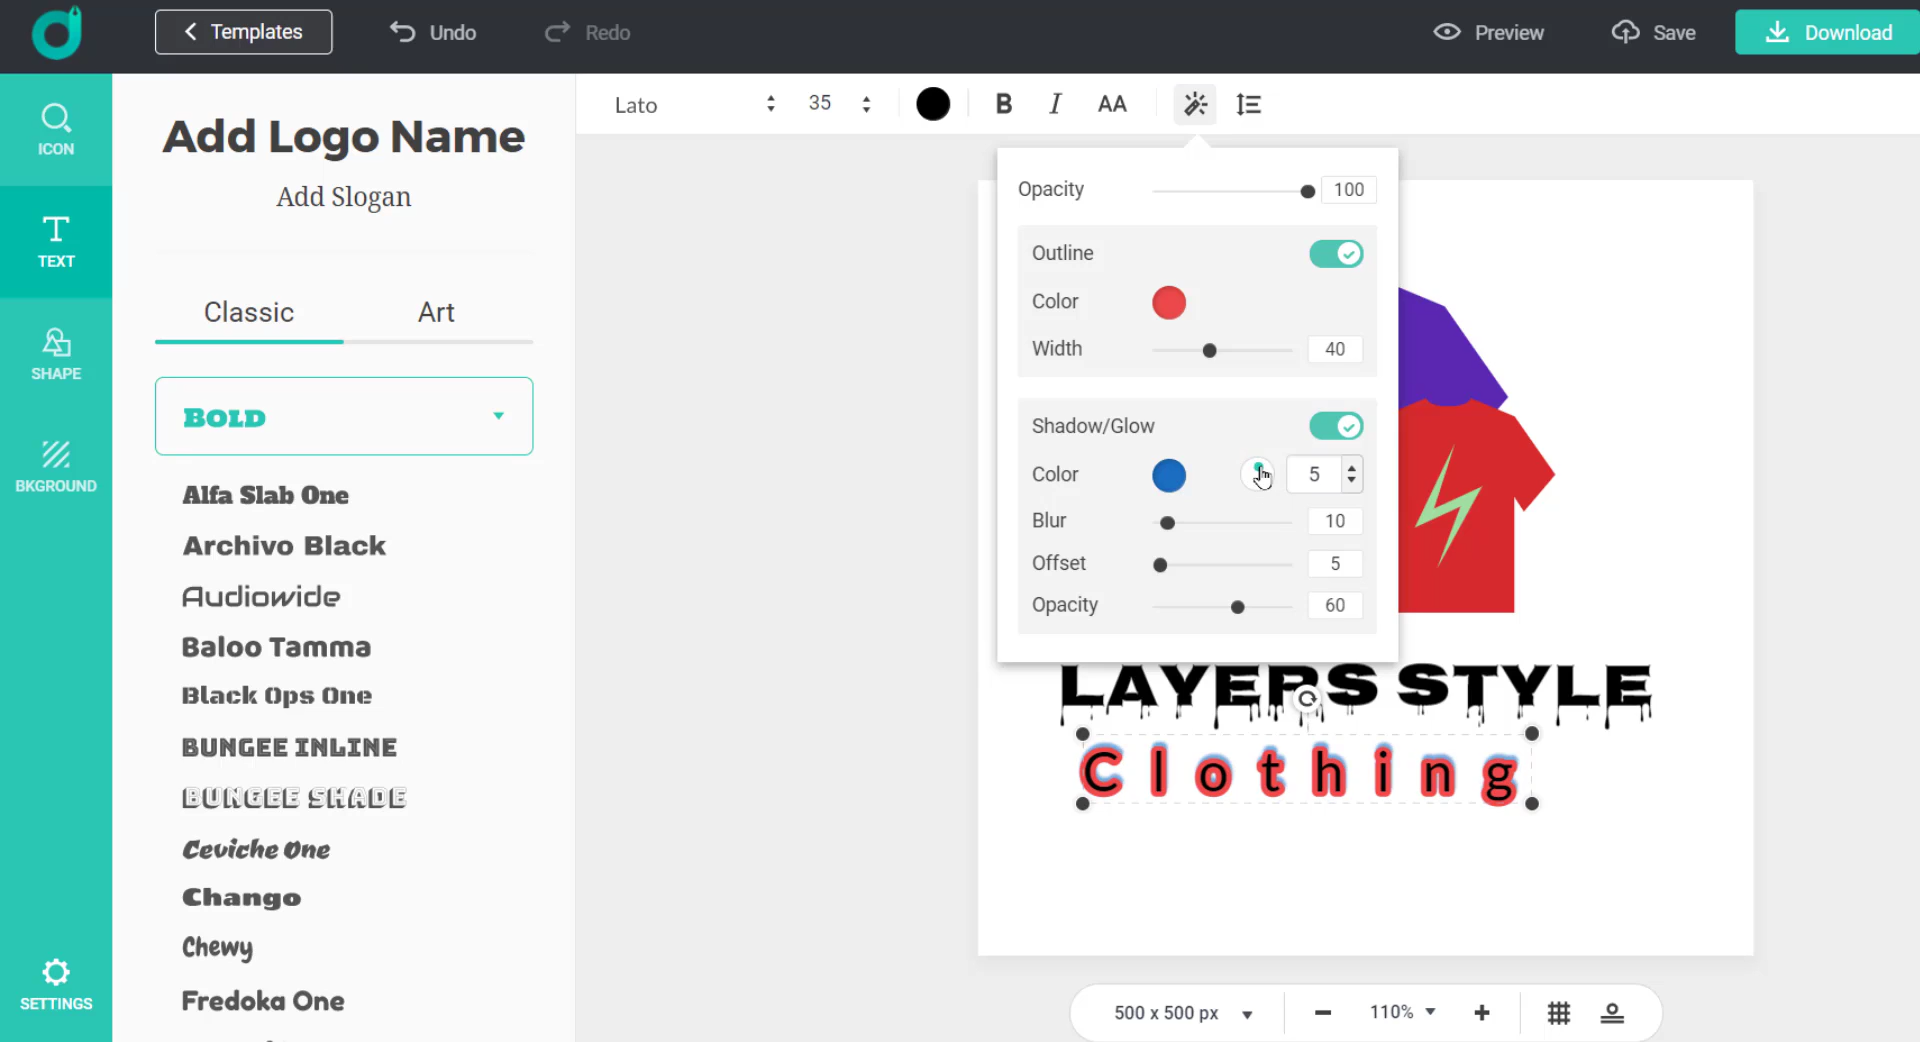 Templates
Undo
Redo
Preview
Save
Download
ICON
TEXT
SHAPE
BKGROUND
SETTINGS
Add Logo Name
Add Slogan
Classic
Art
BOLD
Alfa Slab One
Archivo Black
Audiowide
Baloo Tamma
Black Ops One
BUNGEE INLINE
BUNGEE SHADE
Ceviche One
Chango
Chewy
Fredoka One
Lato
35
B
I
AA
Opacity
100
Outline
Color
Width
40
Shadow/Glow
Color
5
Blur
10
Offset
5
Opacity
60
LAYERS STYLE
Clothing
500 x 500 px
110%